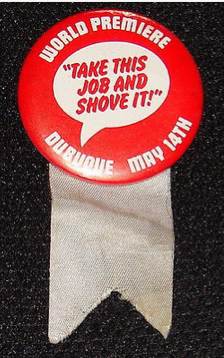 WORLD PREMIERE
"TAKE THIS
JOB AND
SHOVE IT!"
DUBUQUE MAY 14TH